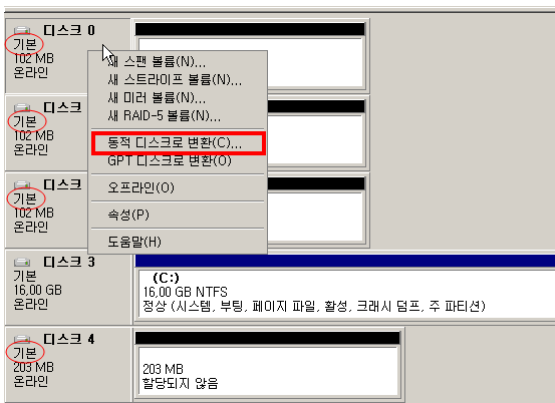 디스크 0
기본
102 MB
온라인
새 스팬 볼륨(N)...
새 스트라이프 볼륨(N)...
새 미러 볼륨(N)...
새 RAID-5 볼륨(N)...
동적 디스크로 변환(C)...
GPT 디스크로 변환(O)
오프라인(O)
속성(P)
도움말(H)
디스크
기본
102 MB
온라인
디스크
기본
102 MB
온라인
디스크 3
기본
16,00 GB
온라인
(C:)
16,00 GB NTFS
정상 (시스템, 부팅, 페이지 파일, 활성, 크래시 덤프, 주 파티션)
디스크 4
기본
203 MB
온라인
203 MB
할당되지 않음